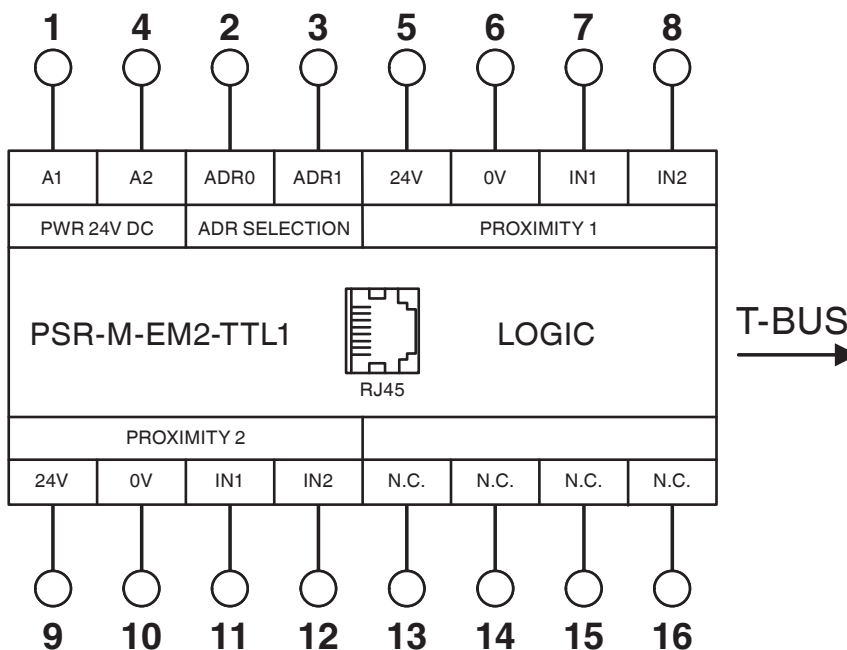 1 4 2 3 5 6 7 8
A1 A2 ADR0 ADR1 24V 0V IN1 IN2
PWR 24V DC ADR SELECTION PROXIMITY 1
PSR-M-EM2-TTL1 LOGIC T-BUS
RJ45
PROXIMITY 2
24V 0V IN1 IN2 N.C. N.C. N.C. N.C.
9 10 11 12 13 14 15 16